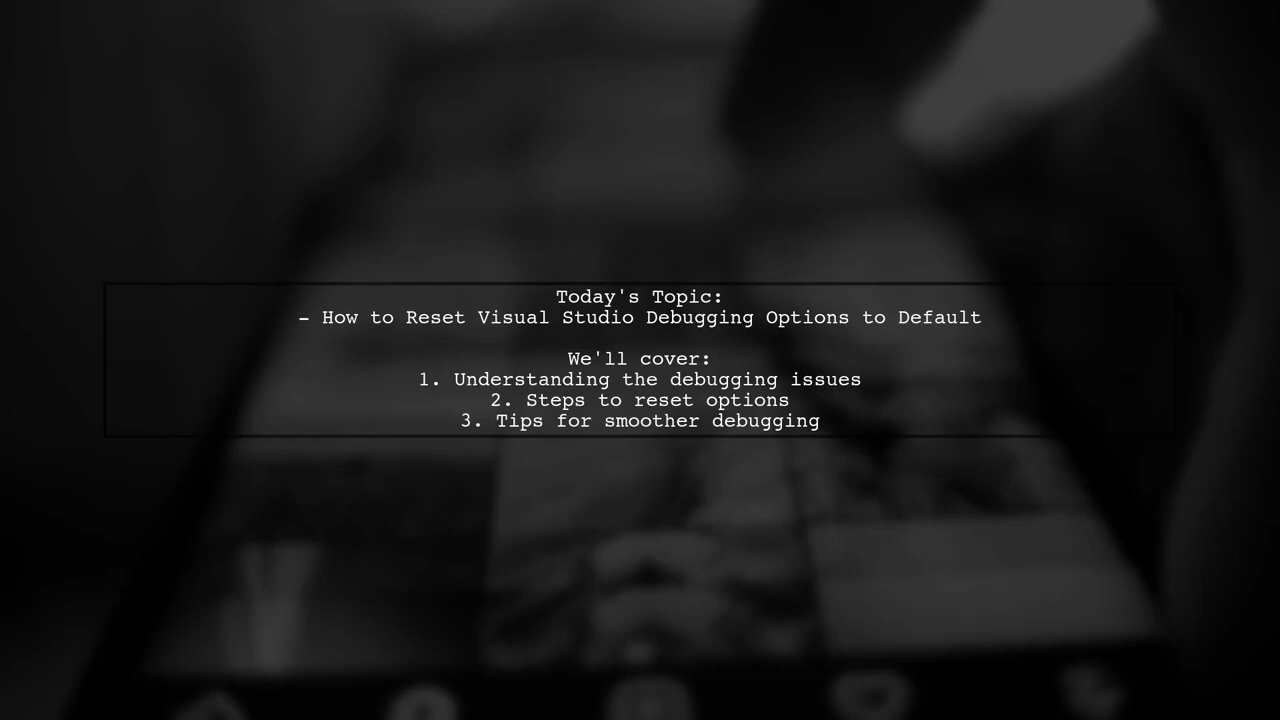 Today's Topic:
- How to Reset Visual Studio Debugging Options to Default
We'll cover:
1. Understanding the debugging issues
2. Steps to reset options
3. Tips for smoother debugging